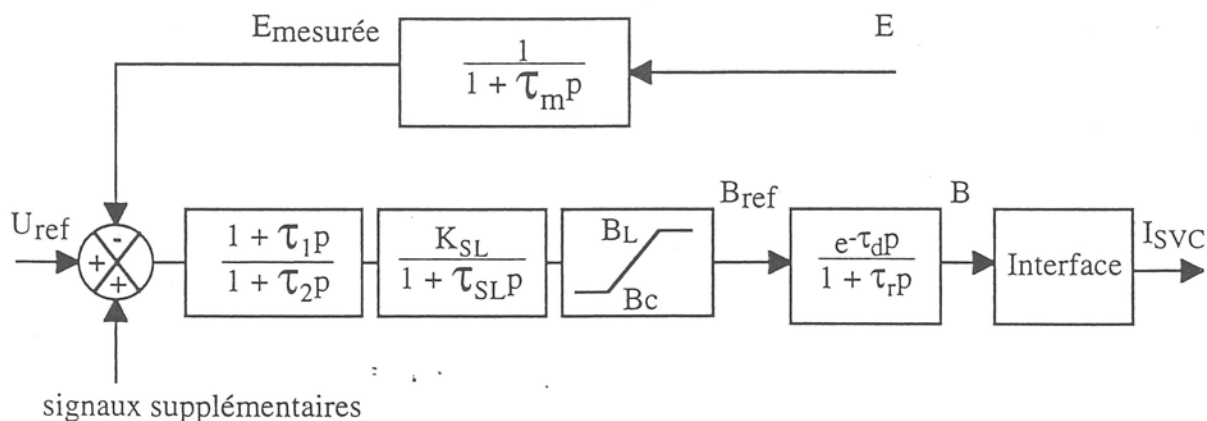 Emesurée
E
1
1 + τmp
Uref
-
+
+
1 + τ1p
1 + τ2p
KSL
1 + τSLp
BL
Bc
Bref
e-τdp
1 + τrp
B
Interface
ISVC
signaux supplémentaires